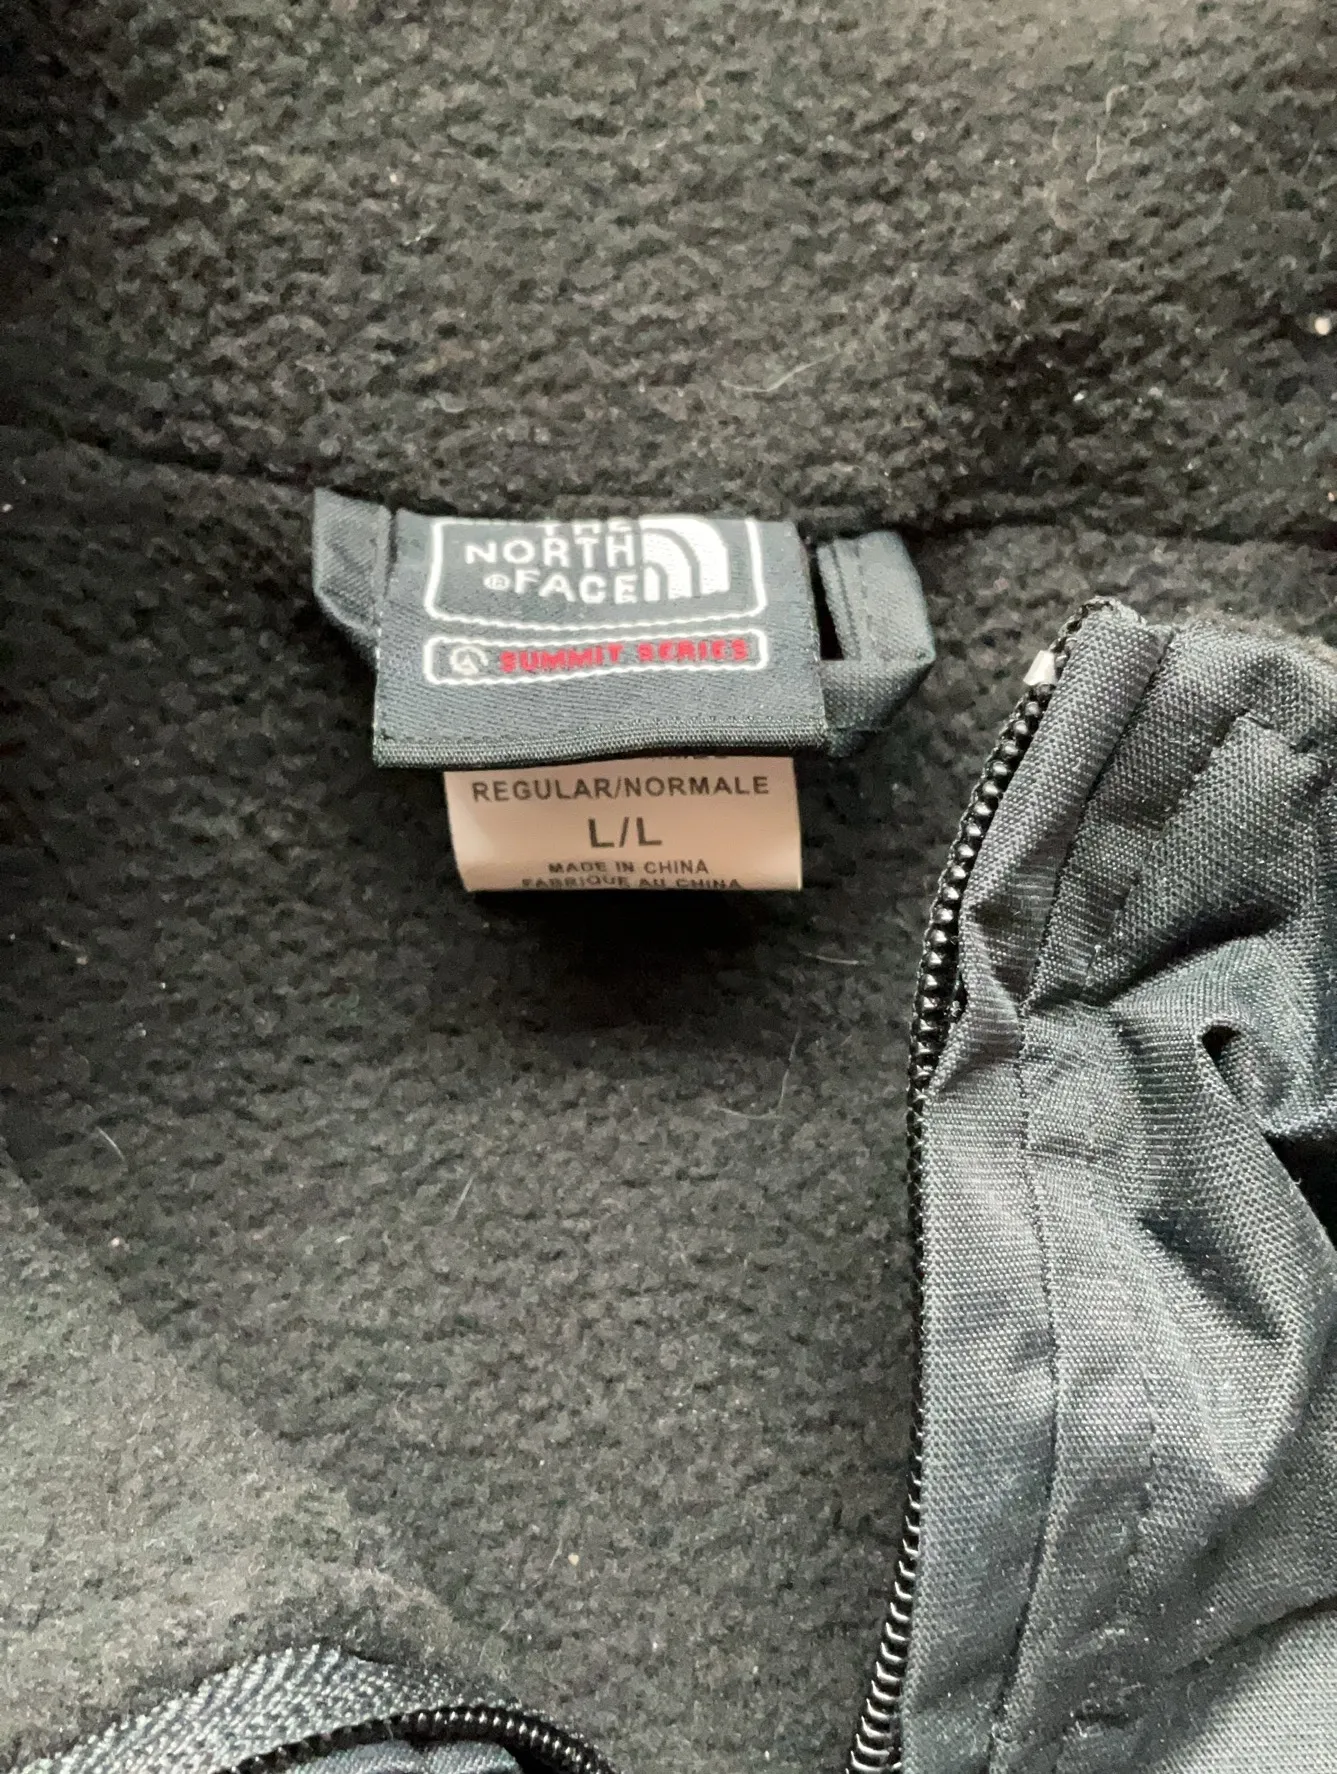 THE
NORTH
®FACE
SUMMIT SERIES
REGULAR/NORMALE
L/L
MADE IN CHINA
FABRIQUE AU CHINA